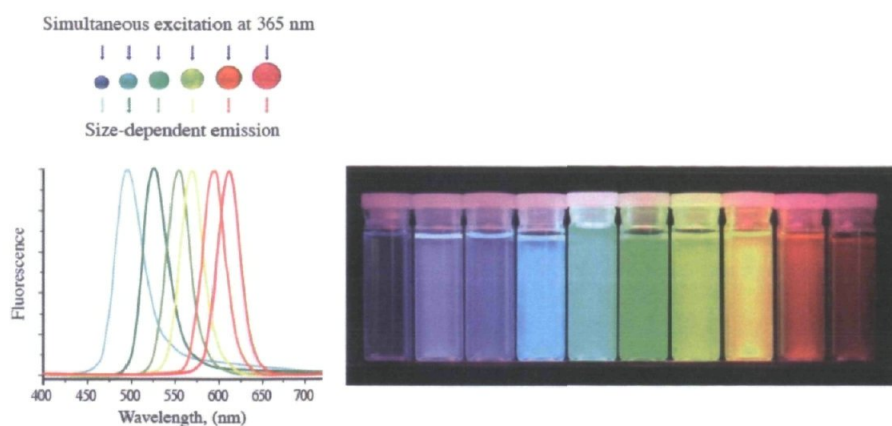 Simultaneous excitation at 365 nm
Size-dependent emission
Fluorescence
400 450 500 550 600 650 700
Wavelength, (nm)